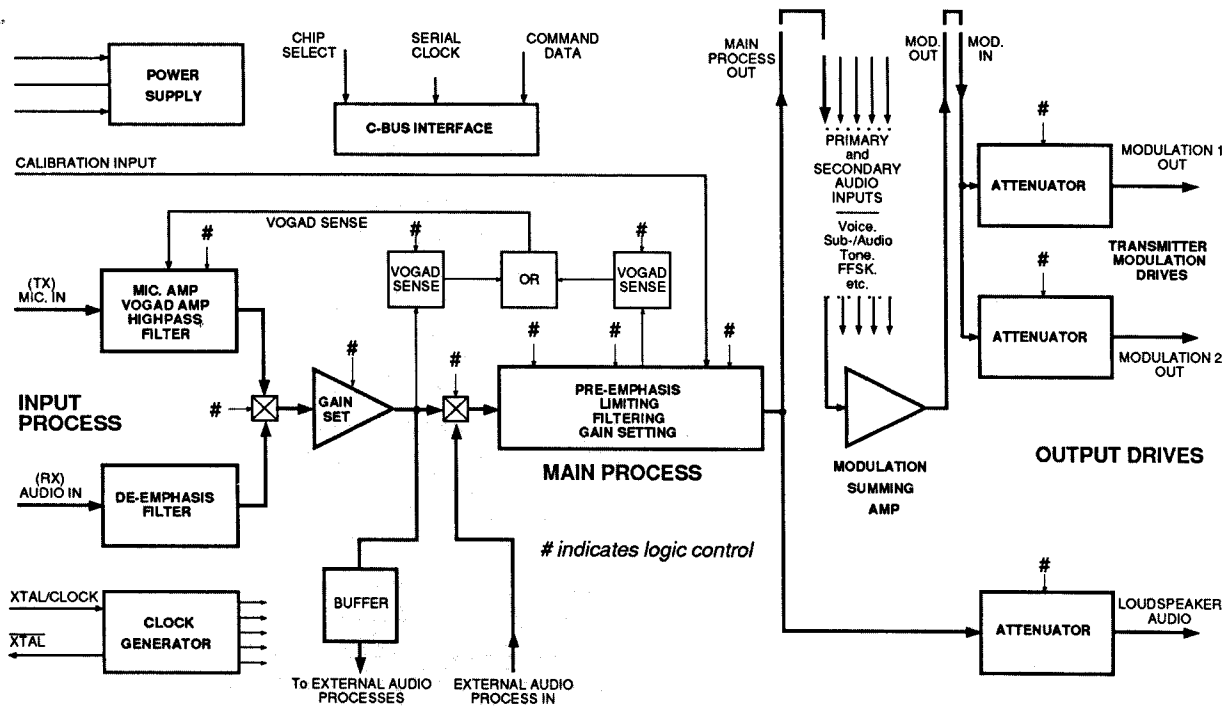 POWER
SUPPLY
CHIP
SELECT
SERIAL
CLOCK
COMMAND
DATA
C-BUS INTERFACE
CALIBRATION INPUT
VOGAD SENSE
#
(TX)
MIC. IN
MIC. AMP
VOGAD AMP
HIGHPASS
FILTER
#
VOGAD
SENSE
OR
#
VOGAD
SENSE
INPUT
PROCESS
#
#
GAIN
SET
#
#
#
#
PRE-EMPHASIS
LIMITING
FILTERING
GAIN SETTING
MAIN PROCESS
(RX)
AUDIO IN
DE-EMPHASIS
FILTER
# indicates logic control
XTAL/CLOCK
XTAL
CLOCK
GENERATOR
BUFFER
To EXTERNAL AUDIO
PROCESSES
EXTERNAL AUDIO
PROCESS IN
MAIN
PROCESS
OUT
PRIMARY
and
SECONDARY
AUDIO
INPUTS
Voice.
Sub-/Audio
Tone.
FFSK.
etc.
MODULATION
SUMMING
AMP
MOD.
OUT
MOD.
IN
#
ATTENUATOR
MODULATION 1
OUT
TRANSMITTER
MODULATION
DRIVES
#
ATTENUATOR
MODULATION 2
OUT
OUTPUT DRIVES
#
ATTENUATOR
LOUDSPEAKER
AUDIO